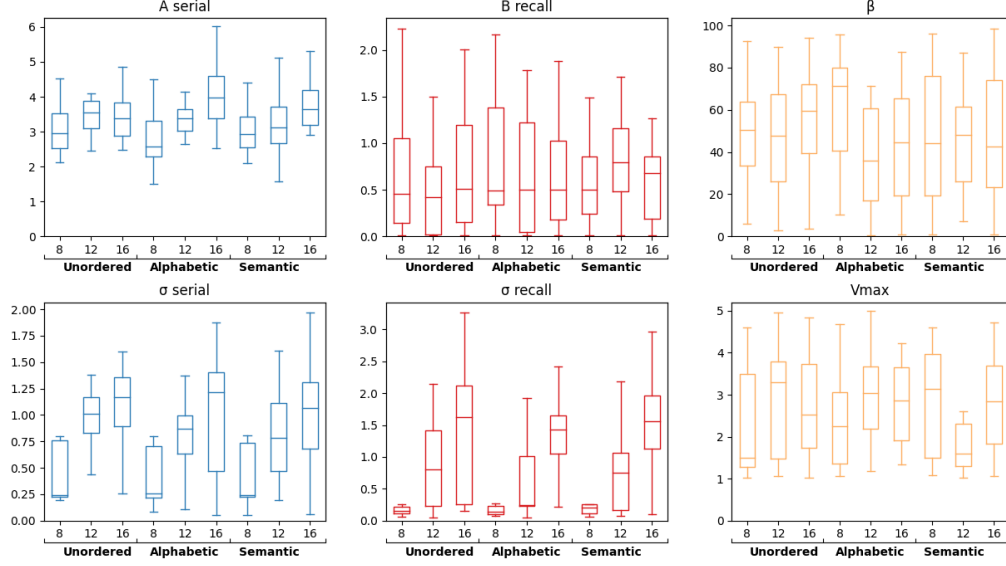 A serial
6
5
4
3
2
1
0
8 12 16 8 12 16 8 12 16
Unordered Alphabetic Semantic
B recall
2.0
1.5
1.0
0.5
0.0
8 12 16 8 12 16 8 12 16
Unordered Alphabetic Semantic
β
100
80
60
40
20
0
8 12 16 8 12 16 8 12 16
Unordered Alphabetic Semantic
σ serial
2.00
1.75
1.50
1.25
1.00
0.75
0.50
0.25
0.00
8 12 16 8 12 16 8 12 16
Unordered Alphabetic Semantic
σ recall
3.0
2.5
2.0
1.5
1.0
0.5
0.0
8 12 16 8 12 16 8 12 16
Unordered Alphabetic Semantic
Vmax
5
4
3
2
1
0
8 12 16 8 12 16 8 12 16
Unordered Alphabetic Semantic